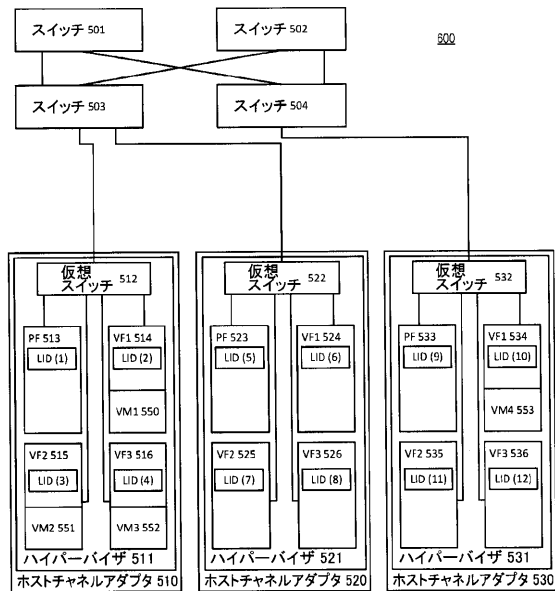 スイッチ 501
スイッチ 502
600
スイッチ 503
スイッチ 504
仮想
スイッチ 512
PF 513
LID (1)
VF1 514
LID (2)
VM1 550
VF2 515
LID (3)
VM2 551
VF3 516
LID (4)
VM3 552
ハイパーバイザ 511
ホストチャネルアダプタ 510
仮想
スイッチ 522
PF 523
LID (5)
VF1 524
LID (6)
VF2 525
LID (7)
VF3 526
LID (8)
ハイパーバイザ 521
ホストチャネルアダプタ 520
仮想
スイッチ 532
PF 533
LID (9)
VF1 534
LID (10)
VM4 553
VF2 535
LID (11)
VF3 536
LID (12)
ハイパーバイザ 531
ホストチャネルアダプタ 530